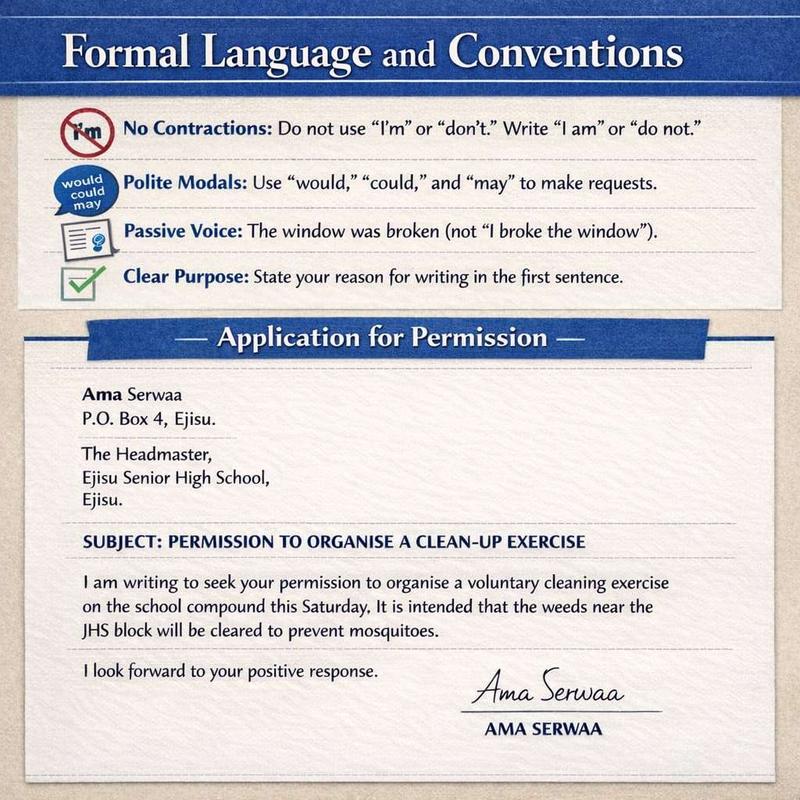 Formal Language and Conventions
I'm
No Contractions: Do not use “I'm” or “don't.” Write “I am” or “do not.”
would
could
may
Polite Modals: Use “would,” “could,” and “may” to make requests.
Passive Voice: The window was broken (not “I broke the window”).
Clear Purpose: State your reason for writing in the first sentence.
Application for Permission
Ama Serwaa
P.O. Box 4, Ejisu.
The Headmaster,
Ejisu Senior High School,
Ejisu.
SUBJECT: PERMISSION TO ORGANISE A CLEAN-UP EXERCISE
I am writing to seek your permission to organise a voluntary cleaning exercise
on the school compound this Saturday, It is intended that the weeds near the
JHS block will be cleared to prevent mosquitoes.
I look forward to your positive response.
Ama Serwaa
AMA SERWAA